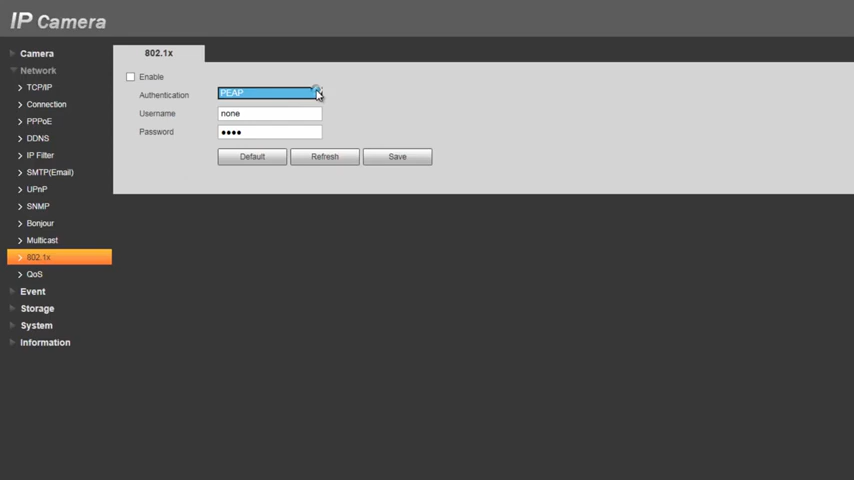 IP Camera
Camera
Network
TCP/IP
Connection
PPPoE
DDNS
IP Filter
SMTP(Email)
UPnP
SNMP
Bonjour
Multicast
802.1x
QoS
Event
Storage
System
Information
802.1x
Enable
Authentication PEAP
Username none
Password ••••
Default Refresh Save